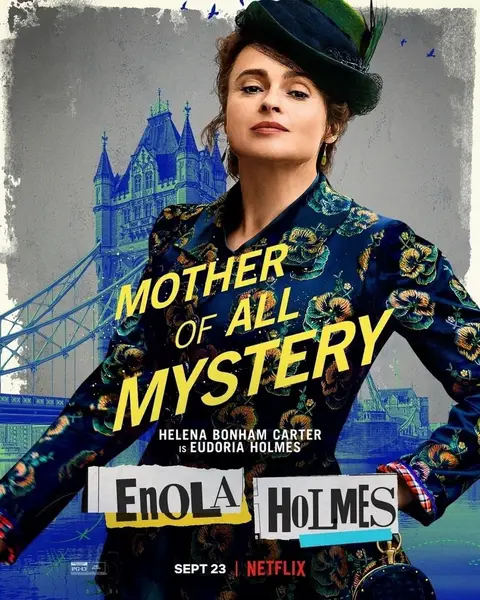 MOTHER
OF ALL
MYSTERY
HELENA BONHAM CARTER
IS EUDORIA HOLMES
ENOLA HOLMES
SEPT 23 | NETFLIX